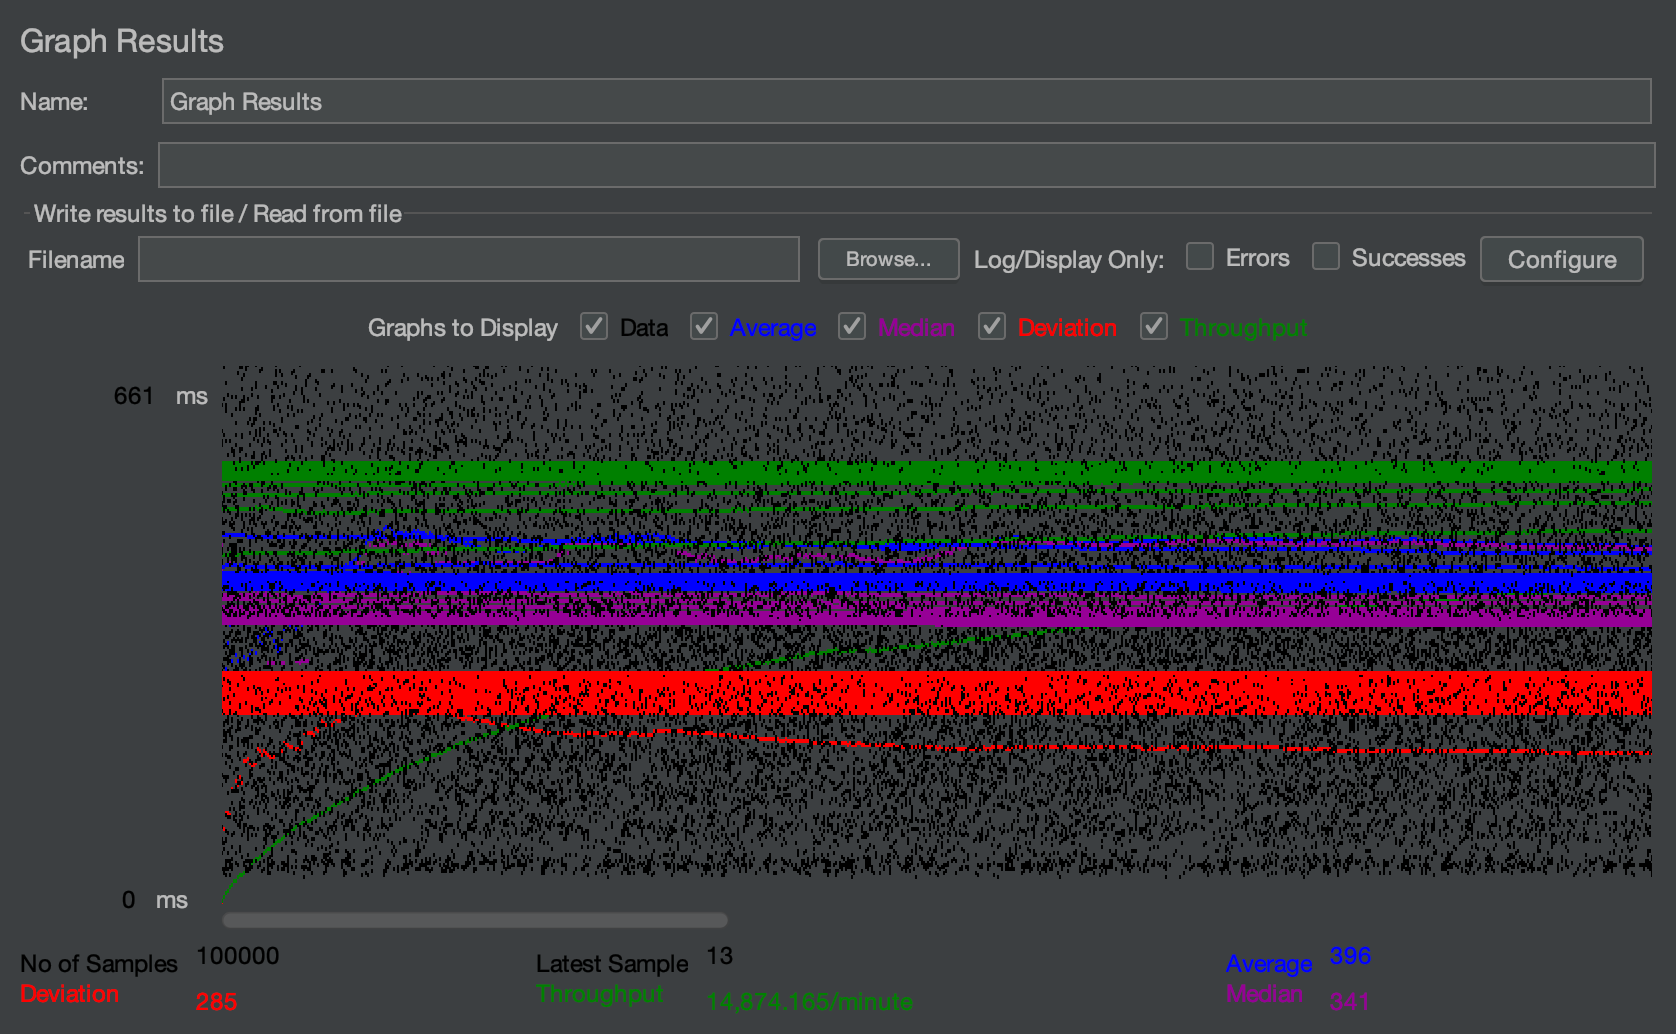 Graph Results
Name: Graph Results
Comments:
Write results to file / Read from file
Filename Browse... Log/Display Only: Errors Successes Configure
Graphs to Display Data Average Median Deviation Throughput
661 ms
0 ms
No of Samples 100000 Latest Sample 13 Average 396
Deviation 285 Throughput 14,874.165/minute Median 341